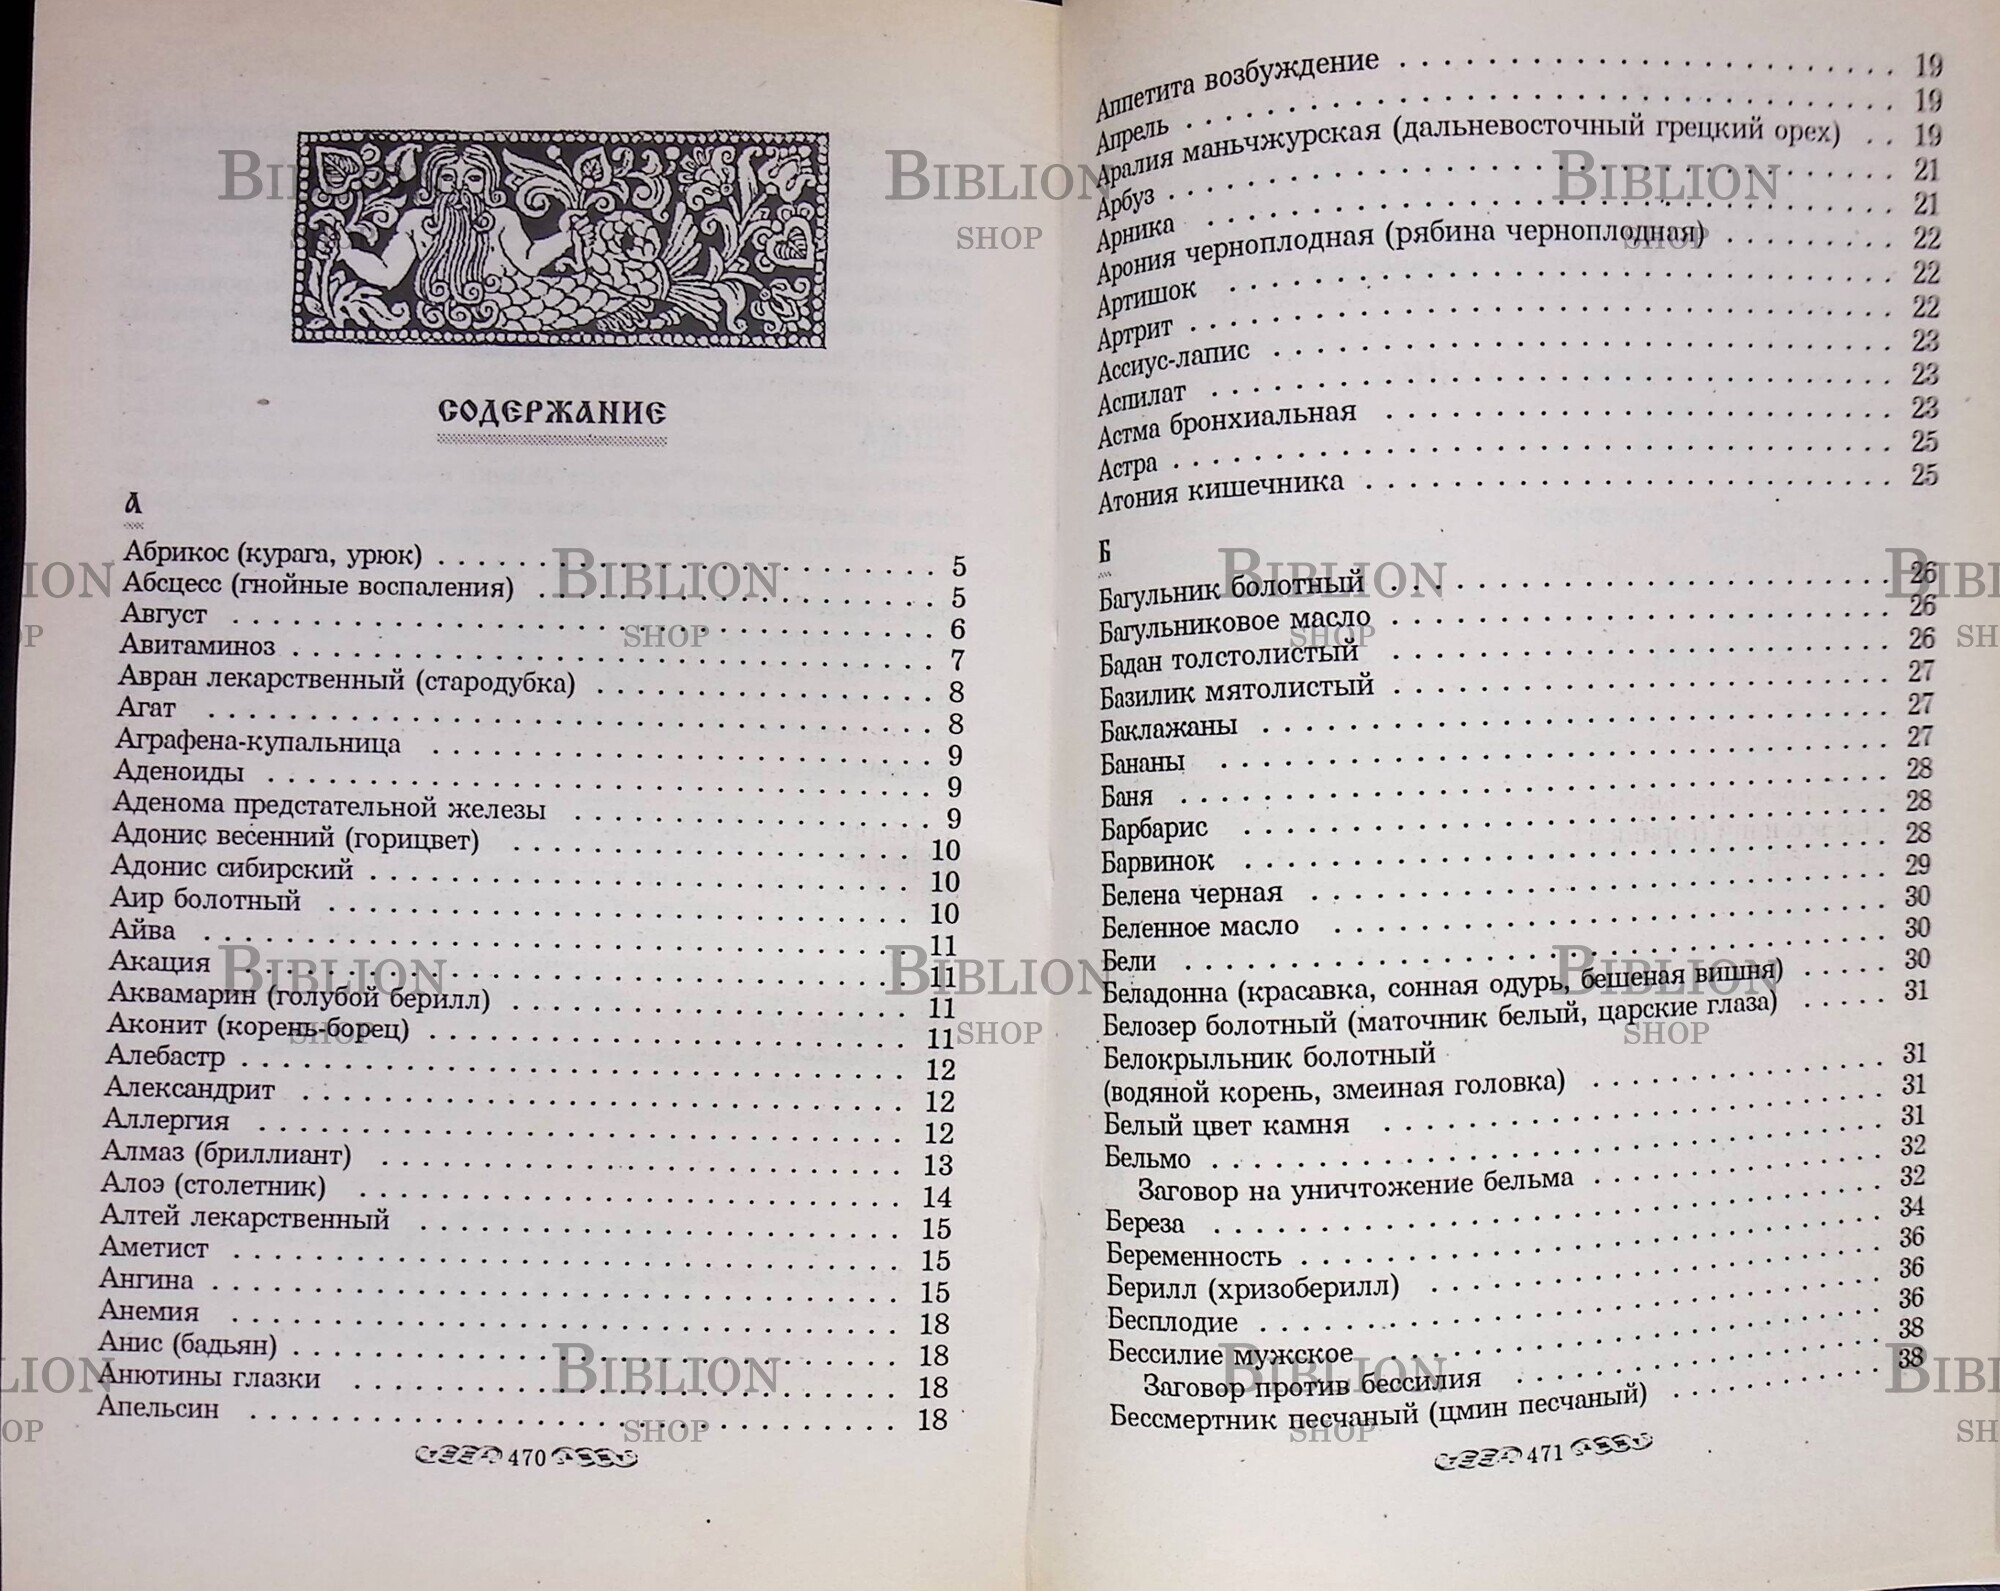 СОДЕРЖАНИЕ
А
Абрикос (курага, урюк) . . . . . 5
Абсцесс (гнойные воспаления) . . . . . 5
Август . . . . . 6
Авитаминоз . . . . . 7
Авран лекарственный (стародубка) . . . . . 8
Агат . . . . . 8
Аграфена-купальница . . . . . 9
Аденоиды . . . . . 9
Аденома предстательной железы . . . . . 9
Адонис весенний (горицвет) . . . . . 10
Адонис сибирский . . . . . 10
Аир болотный . . . . . 10
Айва . . . . . 11
Акация . . . . . 11
Аквамарин (голубой берилл) . . . . . 11
Аконит (корень-борец) . . . . . 11
Алебастр . . . . . 12
Александрит . . . . . 12
Аллергия . . . . . 12
Алмаз (бриллиант) . . . . . 13
Алоэ (столетник) . . . . . 14
Алтей лекарственный . . . . . 15
Аметист . . . . . 15
Ангина . . . . . 15
Анемия . . . . . 18
Анис (бадьян) . . . . . 18
Анютины глазки . . . . . 18
Апельсин . . . . . 18
470
Аппетита возбуждение . . . . . 19
Апрель . . . . . 19
Аралия маньчжурская (дальневосточный грецкий орех) . . 19
Арбуз . . . . . 21
Арника . . . . . 21
Арония черноплодная (рябина черноплодная) . . . . . 22
Артишок . . . . . 22
Артрит . . . . . 22
Ассиус-лапис . . . . . 23
Аспилат . . . . . 23
Астма бронхиальная . . . . . 23
Астра . . . . . 25
Атония кишечника . . . . . 25
Б
Багульник болотный . . . . . 26
Багульниковое масло . . . . . 26
Бадан толстолистый . . . . . 26
Базилик мятолистый . . . . . 27
Баклажаны . . . . . 27
Бананы . . . . . 27
Баня . . . . . 28
Барбарис . . . . . 28
Барвинок . . . . . 28
Белена черная . . . . . 29
Беленное масло . . . . . 30
Бели . . . . . 30
Беладонна (красавка, сонная одурь, бешеная вишня) . . . . . 30
Белозер болотный (маточник белый, царские глаза) . . . . . 31
Белокрыльник болотный
(водяной корень, змеиная головка) . . . . . 31
Белый цвет камня . . . . . 31
Бельмо . . . . . 31
Заговор на уничтожение бельма . . . . . 32
Береза . . . . . 32
Беременность . . . . . 34
Берилл (хризоберилл) . . . . . 36
Бесплодие . . . . . 36
Бессилие мужское . . . . . 36
Заговор против бессилия . . . . . 38
Бессмертник песчаный (цмин песчаный) . . . . . 38
471
BIBLION
SHOP